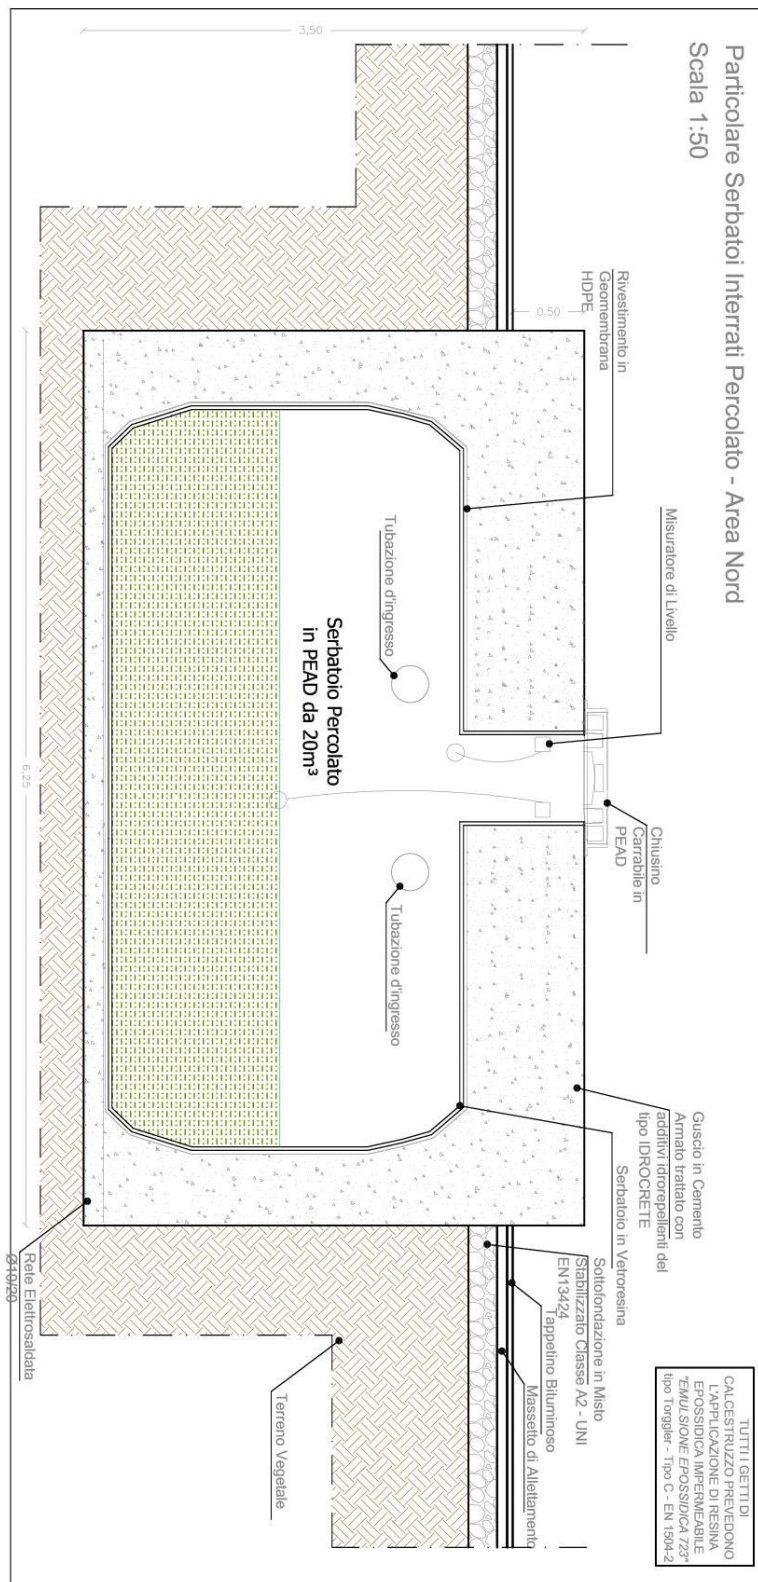 Particolare Serbatoi Interrati Percolato - Area Nord
Scala 1:50
TUTTI I GETTI DI
CALCESTRUZZO PREVEDONO
L'APPLICAZIONE DI RESINA
EPOSSIDICA IMPERMEABILE
"EMULSIONE EPOSSIDICA 723"
tipo Torggler - Tipo C - EN 1504-2
Misuratore di Livello
Chiusino
Carrabile in
PEAD
Guscio in Cemento
Armato trattato con
additivi idrorepellenti del
tipo IDROCRETE
Rivestimento in
Geomembrana
HDPE
Serbatoio in Vetroresina
Sottofondazione in Misto
Stabilizzato Classe A2 - UNI
EN13424
Tappetino Bituminoso
Massetto di Allettamento
0.50
3,50
Tubazione d'ingresso
Tubazione d'ingresso
Serbatoio Percolato
in PEAD da 20m³
Terreno Vegetale
6,25
Rete Elettrosaldata
Ø10/20